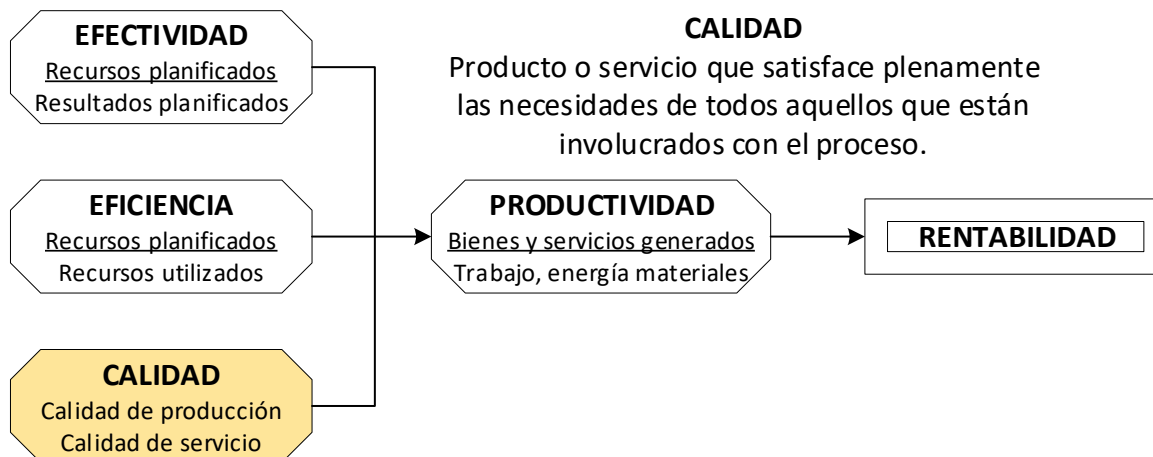 EFECTIVIDAD
Recursos planificados
Resultados planificados
CALIDAD
Producto o servicio que satisface plenamente
las necesidades de todos aquellos que están
involucrados con el proceso.
EFICIENCIA
Recursos planificados
Recursos utilizados
PRODUCTIVIDAD
Bienes y servicios generados
Trabajo, energía materiales
RENTABILIDAD
CALIDAD
Calidad de producción
Calidad de servicio